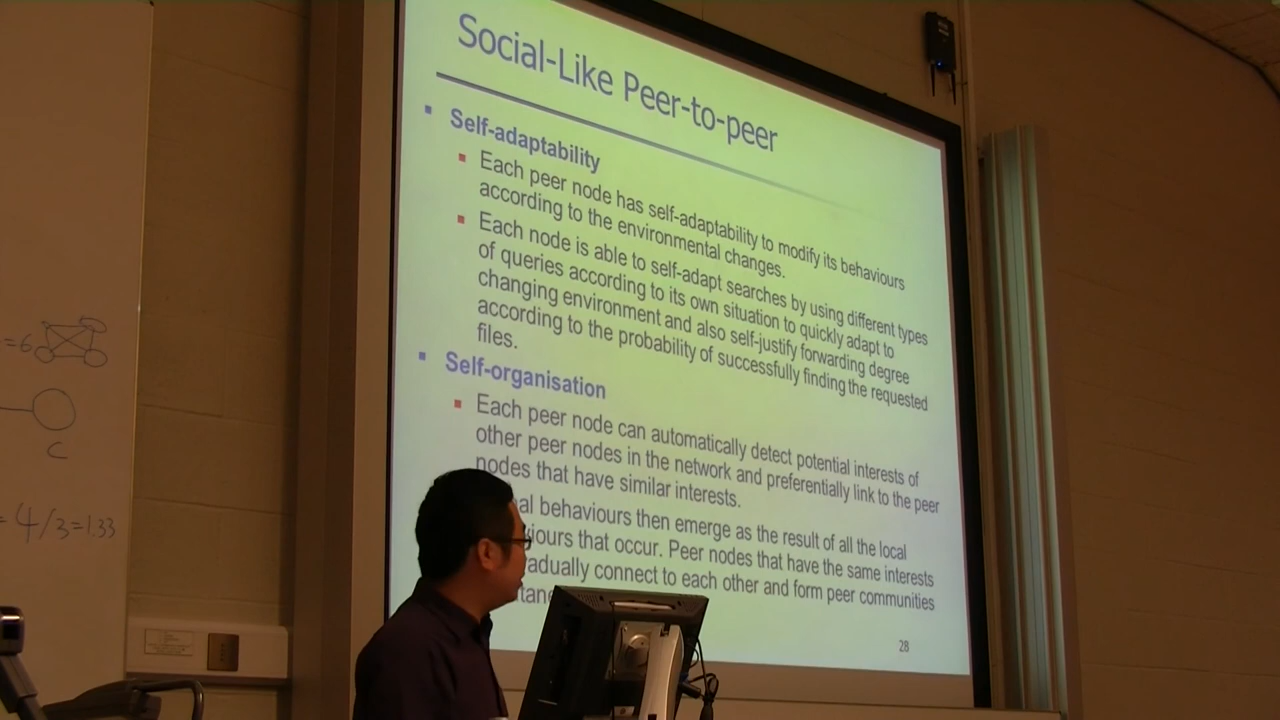 Social-Like Peer-to-peer
Self-adaptability
Each peer node has self-adaptability to modify its behaviours
according to the environmental changes.
Each node is able to self-adapt searches by using different types
of queries according to its own situation to quickly adapt to
changing environment and also self-justify forwarding degree
according to the probability of successfully finding the requested
files.
Self-organisation
Each peer node can automatically detect potential interests of
other peer nodes in the network and preferentially link to the peer
nodes that have similar interests.
behaviours then emerge as the result of all the local
that occur. Peer nodes that have the same interests
connect to each other and form peer communities
28
=6
C
=4/3=1.33